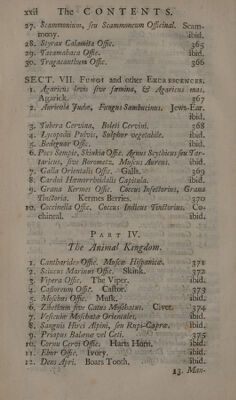 xxii The CONTENTS.
27. Scammonium, seu Scammoneum Officinal. Scam-
mony. ibid.
28. Styrax Calamita Offic. 365
29. Tacamahaca Offic. ibid.
30. Tragacanthum Offic. 366
SECT. VII. Fungi and other Excrescences.
1. Agaricus sive fœmina, & Agaricus mas.
Agarick. 367
2. Auricula Judæ, Fungus Sambucinus. Jews-Ear.
ibid.
3. Tubera Cervina, Boleti Cervini. 368
4. Lycopodii Pulvis, Sulphur vegetabile. ibid.
5. Bedeguar Offic. ibid.
6. Poco Sempie, Skinkia Offic. Agnus Scythicus seu Tar-
taricus, sive Borometz. Muscus Aureus. ibid.
7. Galla Orientalis Offic. Galls. 369
8. Cardui Hæmorrhoidalis Capitula. ibid.
9. Grana Kermes Offic. Coccus Infectorius, Grana
Tinctoria. Kermes Berries. 370
10. Coccinella Offic. Coccus Indicus Tinctorius. Co-
chineal. ibid.
PART IV.
The Animal Kingdom.
1. Cantharides Offic. Muscæ Hispanicæ. 371
2. Scincus Marinus Offic. Skink. 372
3. Vipera Offic. The Viper. ibid.
4. Castoreum Offic. Castor. 373
5. Moschus Offic. Musk. ibid.
6. Zibethum sive Catus Moschatus. Civet. 374
7. Vesiculæ Moschatæ Orientales. ibid.
8. Sanguis Hirci Alpini, seu Rupi-Capræ. ibid.
9. Priapus Balenæ vel Ceti. 375
10. Cornu Cervi Offic. Harts Horn. ibid.
11. Ebur Offic. Ivory. ibid.
12. Dens Apri. Boars Tooth. ibid.
13. Man-